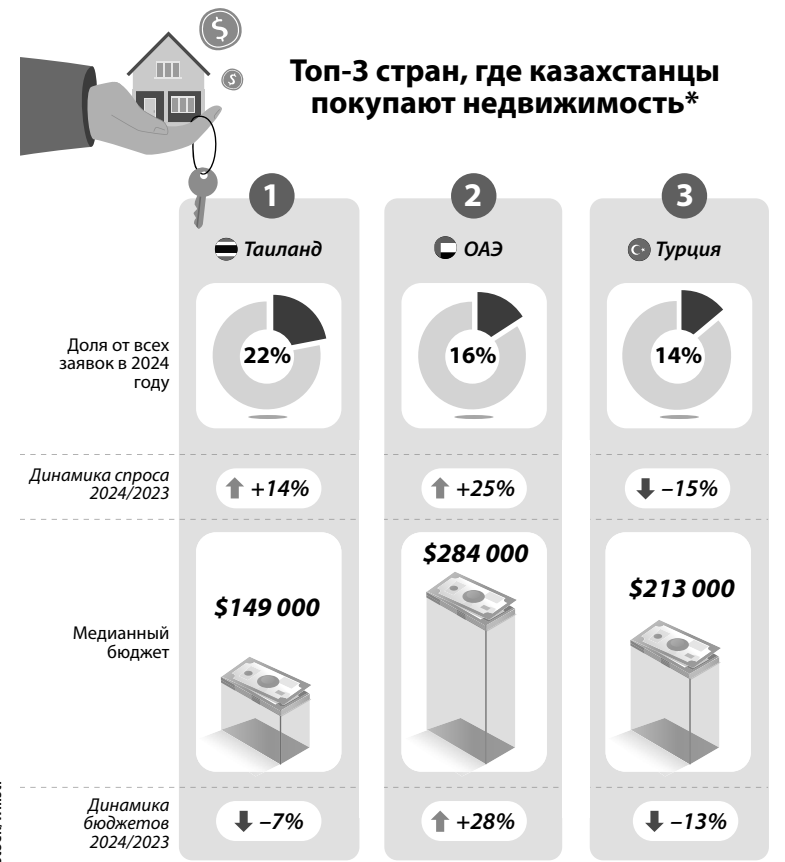 Топ-3 стран, где казахстанцы
покупают недвижимость*
1
2
3
Таиланд
ОАЭ
Турция
Доля от всех
заявок в 2024
году
22%
16%
14%
Динамика спроса
2024/2023
+14%
+25%
–15%
Медианный
бюджет
$149 000
$284 000
$213 000
Динамика
бюджетов
2024/2023
–7%
+28%
–13%